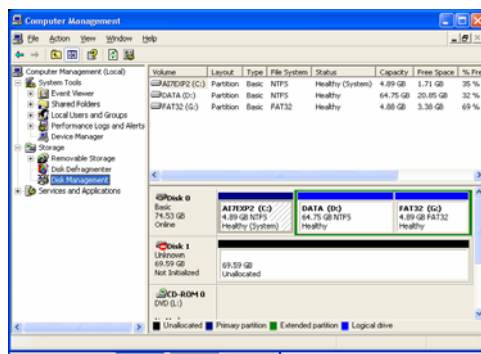 Computer Management
File Action View Window Help
Computer Management (Local)
System Tools
Event Viewer
Shared Folders
Local Users and Groups
Performance Logs and Alerts
Device Manager
Storage
Removable Storage
Disk Defragmenter
Disk Management
Services and Applications
Volume Layout Type File System Status Capacity Free Space % Fre
(C:) Partition Basic NTFS Healthy (System) 4.89 GB 1.71 GB 35 %
DATA (D:) Partition Basic NTFS Healthy 64.75 GB 20.85 GB 32 %
FAT32 (G:) Partition Basic FAT32 Healthy 4.88 GB 3.38 GB 69 %
Disk 0
Basic
74.53 GB
Online
(C:)
4.89 GB NTFS
Healthy (System)
DATA (D:)
64.75 GB NTFS
Healthy
FAT32 (G:)
4.89 GB FAT32
Healthy
Disk 1
Unknown
69.59 GB
Not Initialized
69.59 GB
Unallocated
CD-ROM 0
DVD (L:)
Unallocated Primary partition Extended partition Logical drive